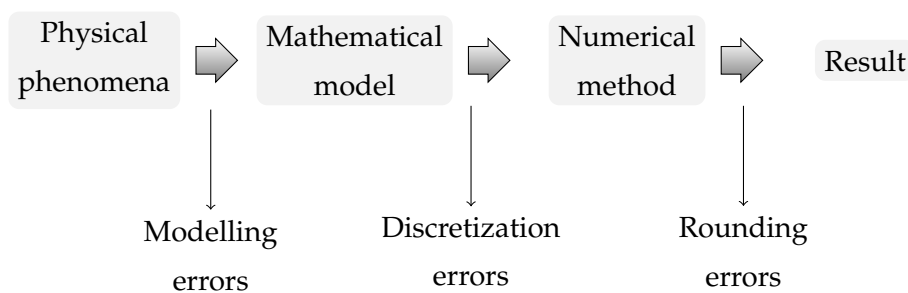 Physical
phenomena
Mathematical
model
Numerical
method
Result
Modelling
errors
Discretization
errors
Rounding
errors